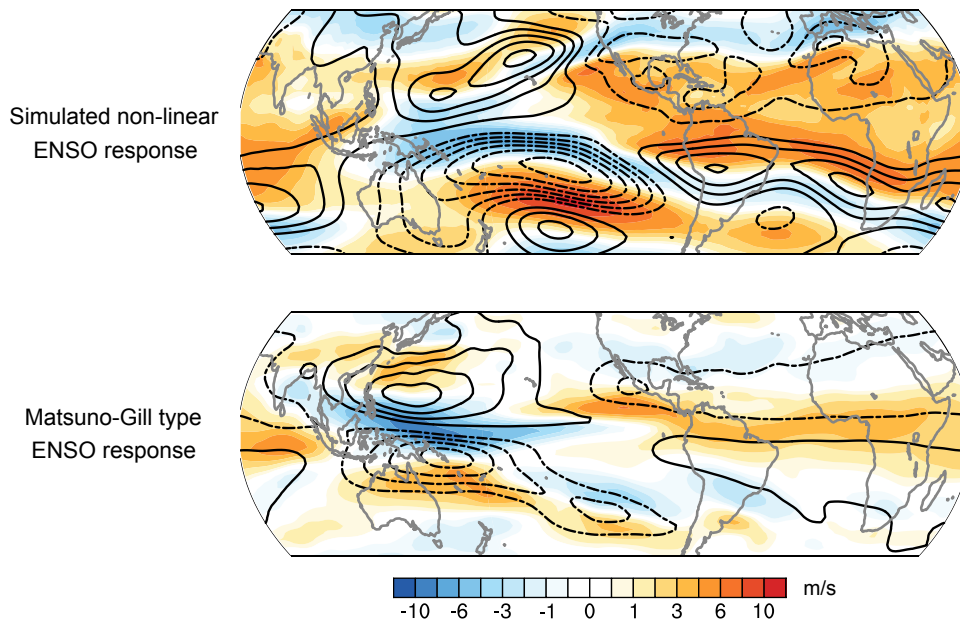 Simulated non-linear
ENSO response
Matsuno-Gill type
ENSO response
m/s
-10 -6 -3 -1 0 1 3 6 10